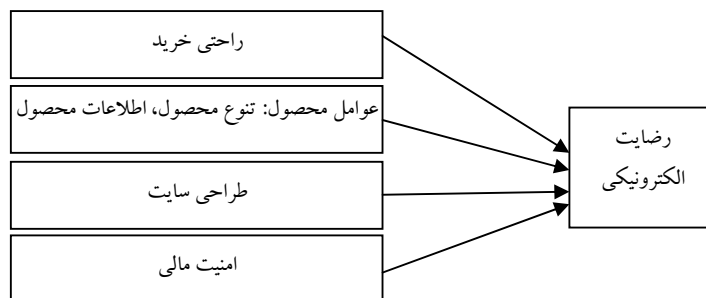 راحتی خرید
عوامل محصول: تنوع محصول، اطلاعات محصول
طراحی سایت
امنیت مالی
رضایت
الکترونیکی